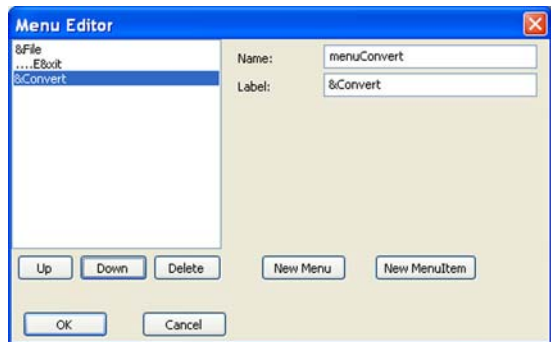 Menu Editor
&File
....E&xit
&Convert
Name:
menuConvert
Label:
&Convert
Up
Down
Delete
New Menu
New MenuItem
OK
Cancel